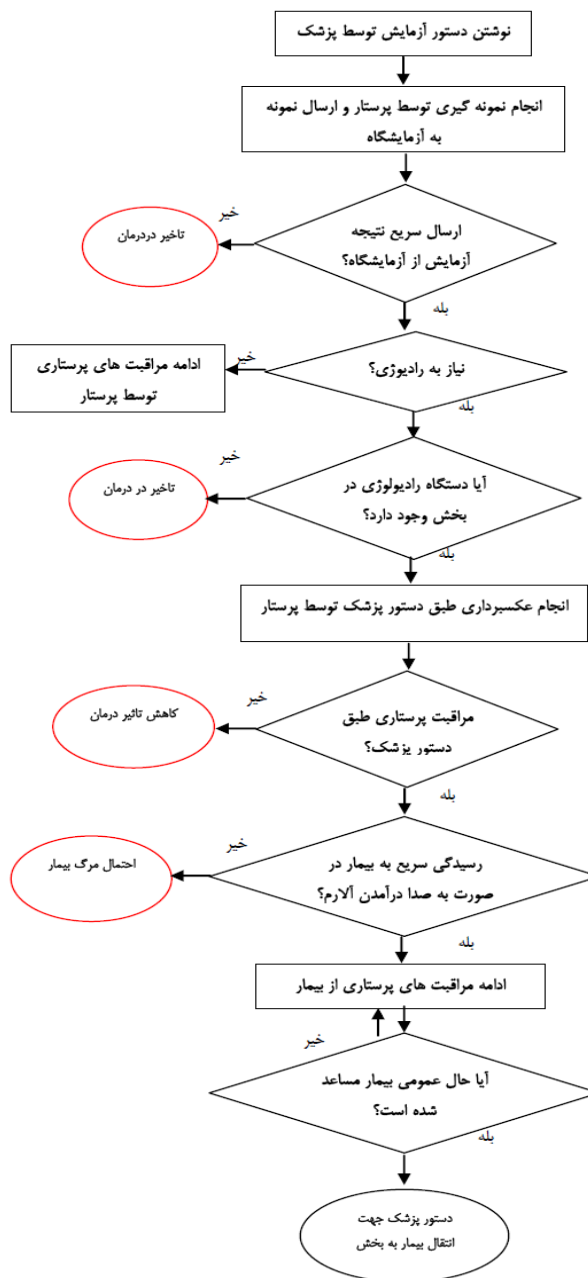 نوشتن دستور آزمایش توسط پزشک
انجام نمونه گیری توسط پرستار و ارسال نمونه
به آزمایشگاه
خیر
تاخیر دردرمان
ارسال سریع نتیجه
آزمایش از آزمایشگاه؟
بله
نیاز به رادیوژی؟
خیر
ادامه مراقبت های پرستاری
توسط پرستار
بله
آیا دستگاه رادیولوژی در
بخش وجود دارد؟
خیر
تاخیر در درمان
بله
انجام عکسبرداری طبق دستور پزشک توسط پرستار
مراقبت پرستاری طبق
دستور پزشک؟
خیر
کاهش تاثیر درمان
بله
رسیدگی سریع به بیمار در
صورت به صدا درآمدن آلارم؟
خیر
احتمال مرگ بیمار
بله
ادامه مراقبت های پرستاری از بیمار
خیر
آیا حال عمومی بیمار مساعد
شده است؟
بله
دستور پزشک جهت
انتقال بیمار به بخش